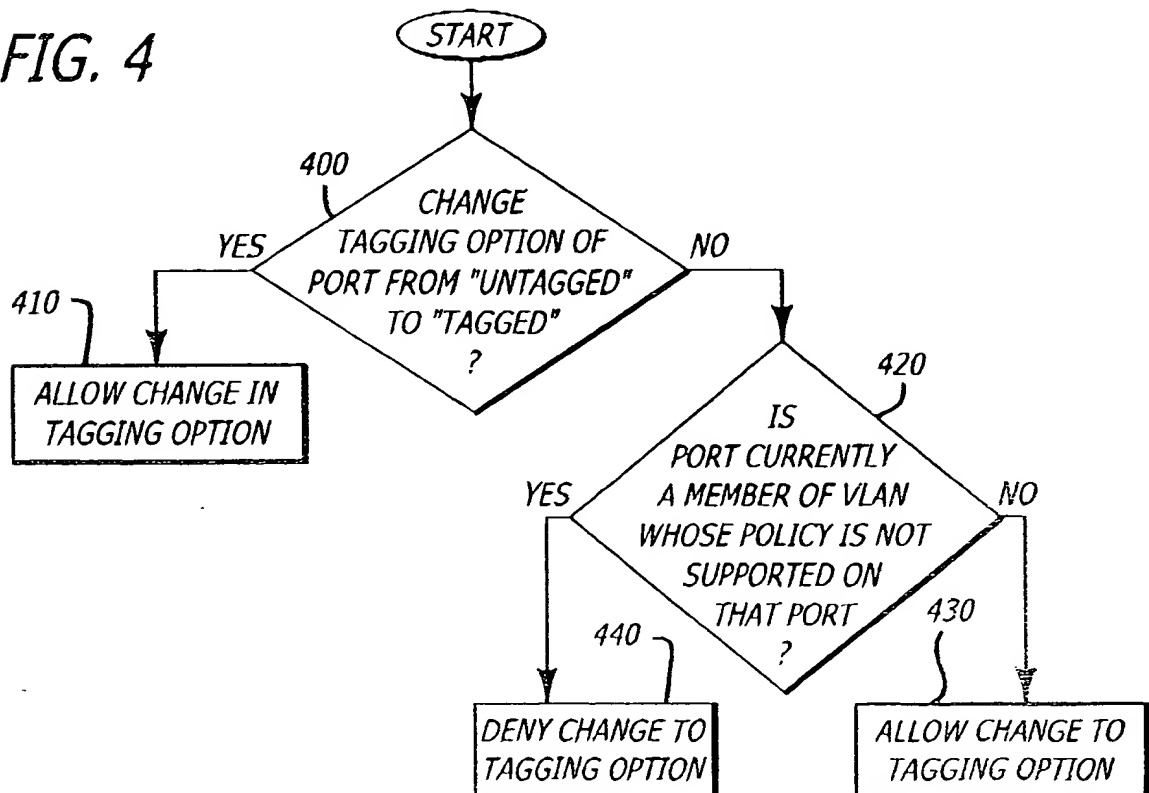 FIG. 4
START
400
CHANGE
TAGGING OPTION OF
PORT FROM "UNTAGGED"
TO "TAGGED"
?
YES
NO
410
ALLOW CHANGE IN
TAGGING OPTION
420
IS
PORT CURRENTLY
A MEMBER OF VLAN
WHOSE POLICY IS NOT
SUPPORTED ON
THAT PORT
?
YES
NO
440
DENY CHANGE TO
TAGGING OPTION
430
ALLOW CHANGE TO
TAGGING OPTION